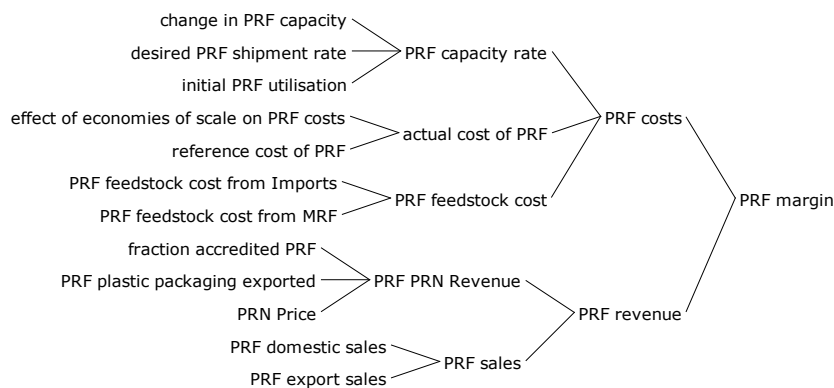 change in PRF capacity
desired PRF shipment rate
PRF capacity rate
initial PRF utilisation
effect of economies of scale on PRF costs
PRF costs
actual cost of PRF
reference cost of PRF
PRF feedstock cost from Imports
PRF feedstock cost
PRF margin
PRF feedstock cost from MRF
fraction accredited PRF
PRF plastic packaging exported
PRF PRN Revenue
PRN Price
PRF revenue
PRF domestic sales
PRF sales
PRF export sales